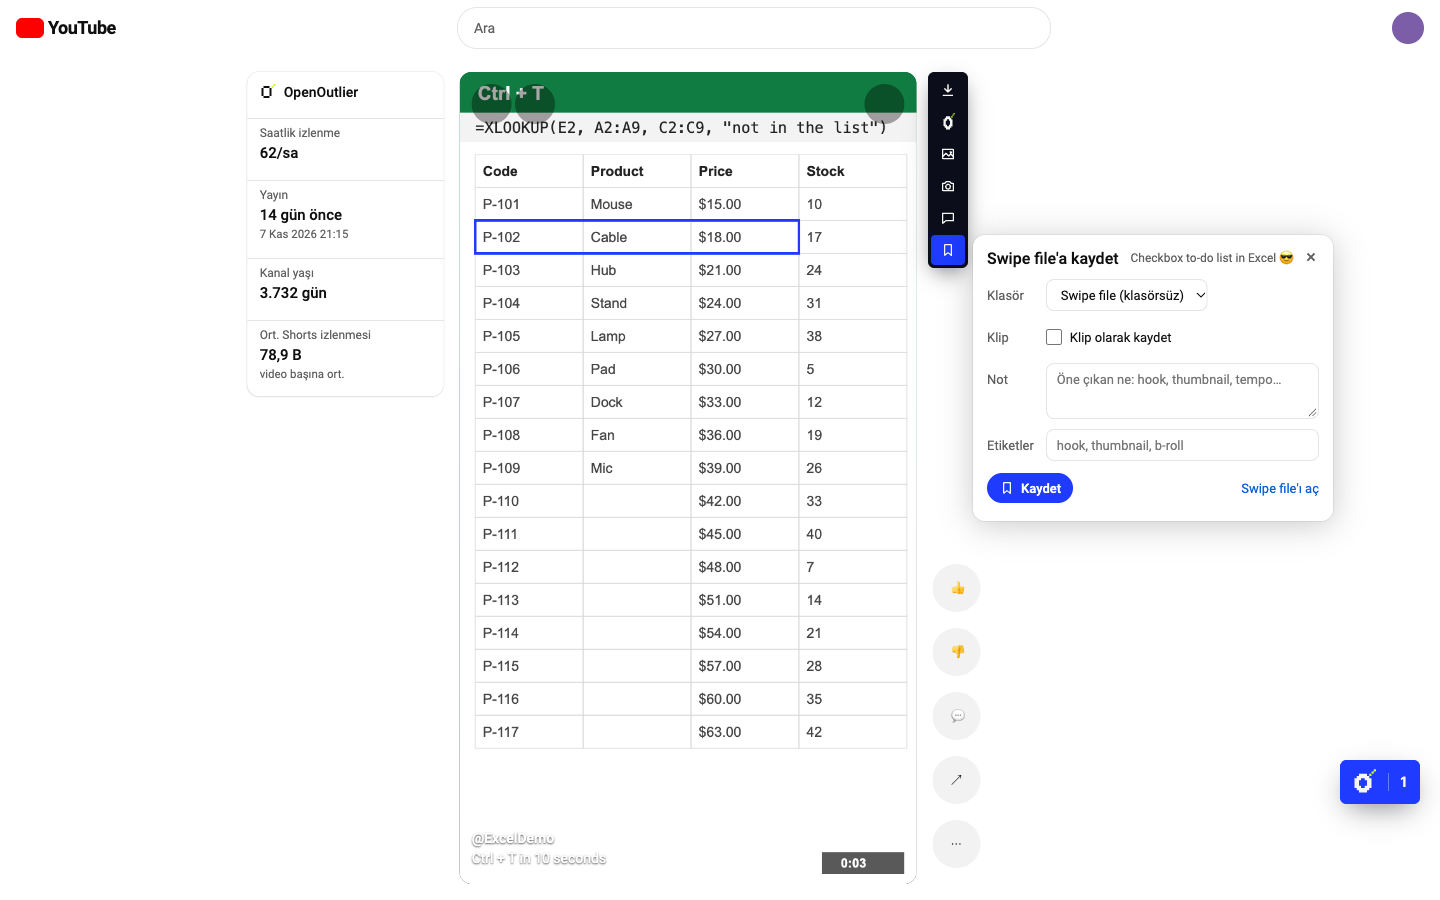 YouTube
Ara
OpenOutlier
Saatlik izlenme
62/sa
Yayın
14 gün önce
7 Kas 2026 21:15
Kanal yaşı
3.732 gün
Ort. Shorts izlenmesi
78,9 B
video başına ort.
Ctrl + T
=XLOOKUP(E2, A2:A9, C2:C9, "not in the list")
Code Product Price Stock
P-101 Mouse $15.00 10
P-102 Cable $18.00 17
P-103 Hub $21.00 24
P-104 Stand $24.00 31
P-105 Lamp $27.00 38
P-106 Pad $30.00 5
P-107 Dock $33.00 12
P-108 Fan $36.00 19
P-109 Mic $39.00 26
P-110 $42.00 33
P-111 $45.00 40
P-112 $48.00 7
P-113 $51.00 14
P-114 $54.00 21
P-115 $57.00 28
P-116 $60.00 35
P-117 $63.00 42
@ExcelDemo
Ctrl + T in 10 seconds
0:03
Swipe file'a kaydet Checkbox to-do list in Excel 😎
Klasör Swipe file (klasörsüz)
Klip Klip olarak kaydet
Not Öne çıkan ne: hook, thumbnail, tempo...
Etiketler hook, thumbnail, b-roll
Kaydet Swipe file'ı aç
1